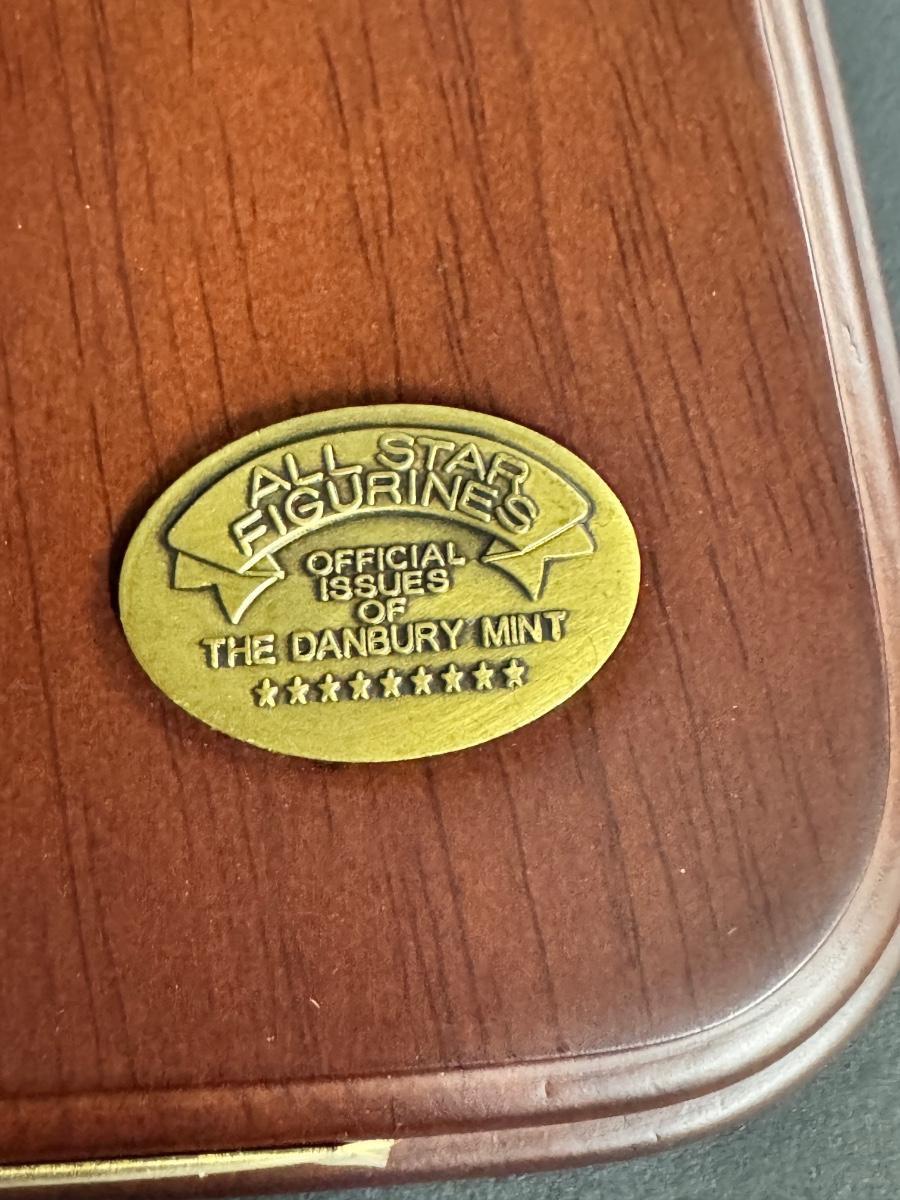 ALL STAR
FIGURINES
OFFICIAL
ISSUES
OF
THE DANBURY MINT